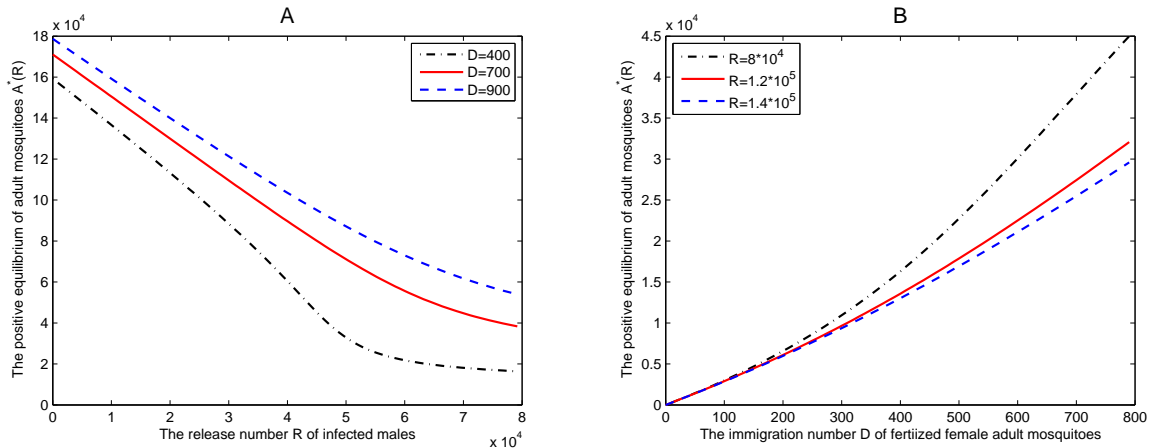 A
x 10^4
18
16
14
12
10
8
6
4
2
0
The positive equilibrium of adult mosquitoes A^*(R)
D=400
D=700
D=900
0 1 2 3 4 5 6 7 8
x 10^4
The release number R of infected males
B
x 10^4
4.5
4
3.5
3
2.5
2
1.5
1
0.5
0
The positive equilibrium of adult mosquitoes A^*(R)
R=8*10^4
R=1.2*10^5
R=1.4*10^5
0 100 200 300 400 500 600 700 800
The immigration number D of fertiized female adult mosquitoes